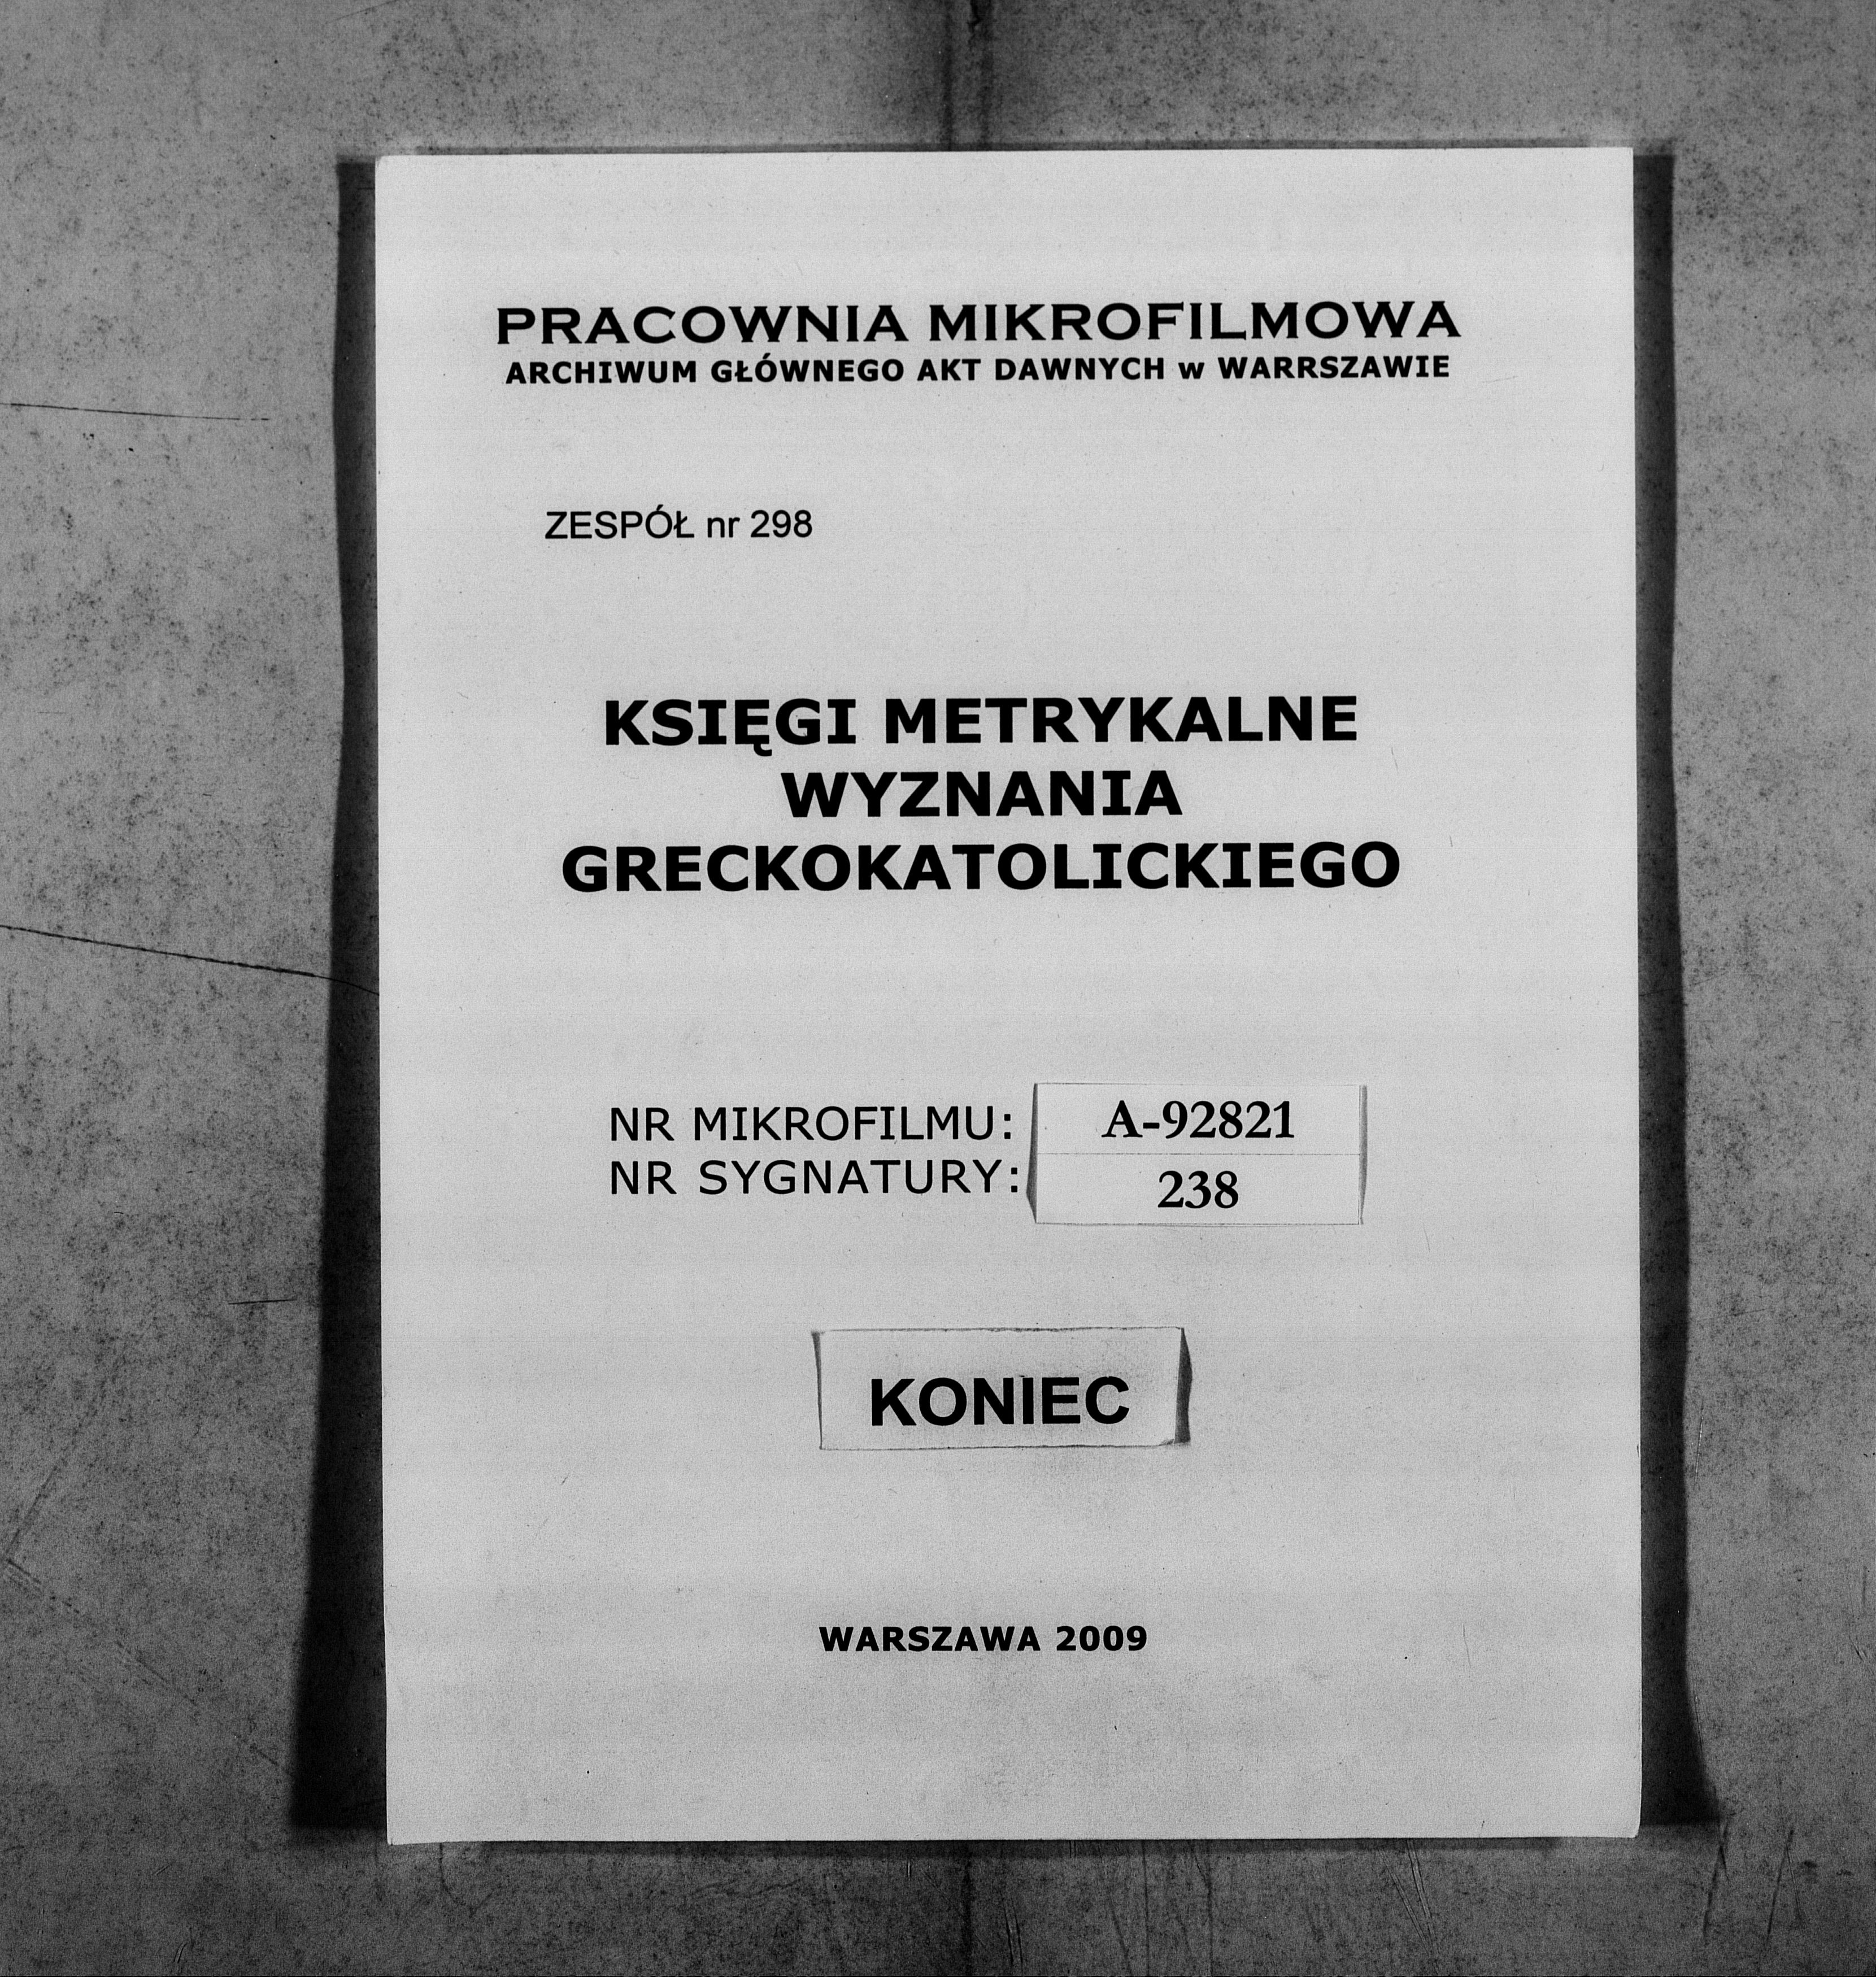 PRACOWNIA MIKROFILMOWA
ARCHIWUM GŁÓWNEGO AKT DAWNYCH w WARRSZAWIE
ZESPÓŁ nr 298
KSIĘGI METRYKALNE
WYZNANIA
GRECKOKATOLICKIEGO
NR MIKROFILMU: A-92821
NR SYGNATURY: 238
KONIEC
WARSZAWA 2009